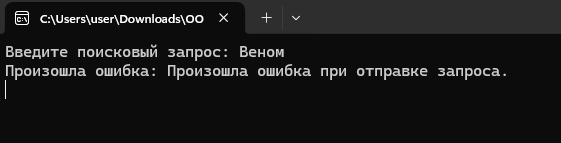 C:\Users\user\Downloads\OO
Введите поисковый запрос: Веном
Произошла ошибка: Произошла ошибка при отправке запроса.